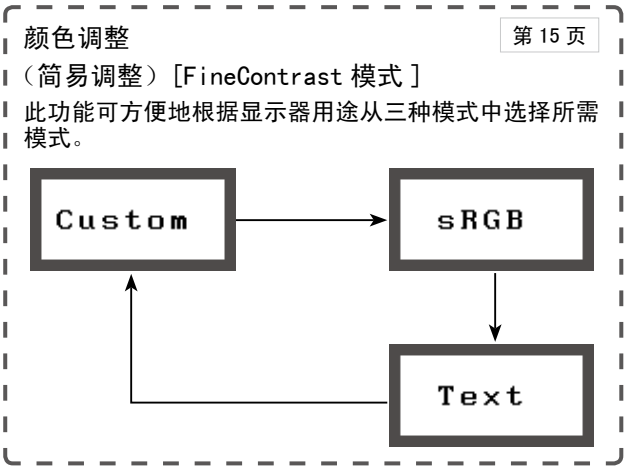 颜色调整
第 15 页
（简易调整）[FineContrast 模式 ]
此功能可方便地根据显示器用途从三种模式中选择所需
模式。
Custom
sRGB
Text